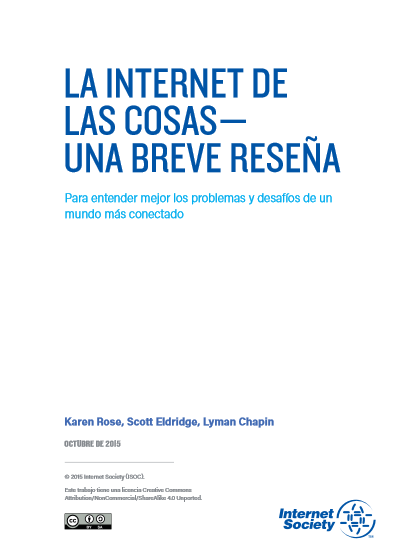 LA INTERNET DE
LAS COSAS—
UNA BREVE RESEÑA
Para entender mejor los problemas y desafíos de un
mundo más conectado
Karen Rose, Scott Eldridge, Lyman Chapin
OCTUBRE DE 2015
© 2015 Internet Society (ISOC).
Este trabajo tiene una licencia Creative Commons
Attribution/NonCommercial/ShareAlike 4.0 Unported.
cc BY SA
Internet
Society